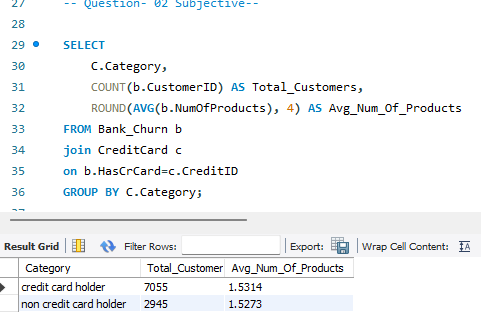 27 -- Question- 02 Subjective--
28
29 SELECT
30 C.Category,
31 COUNT(b.CustomerID) AS Total_Customers,
32 ROUND(AVG(b.NumOfProducts), 4) AS Avg_Num_Of_Products
33 FROM Bank_Churn b
34 join CreditCard c
35 on b.HasCrCard=c.CreditID
36 GROUP BY C.Category;
Result Grid Filter Rows: Export: Wrap Cell Content: IA
Category Total_Customer Avg_Num_Of_Products
credit card holder 7055 1.5314
non credit card holder 2945 1.5273